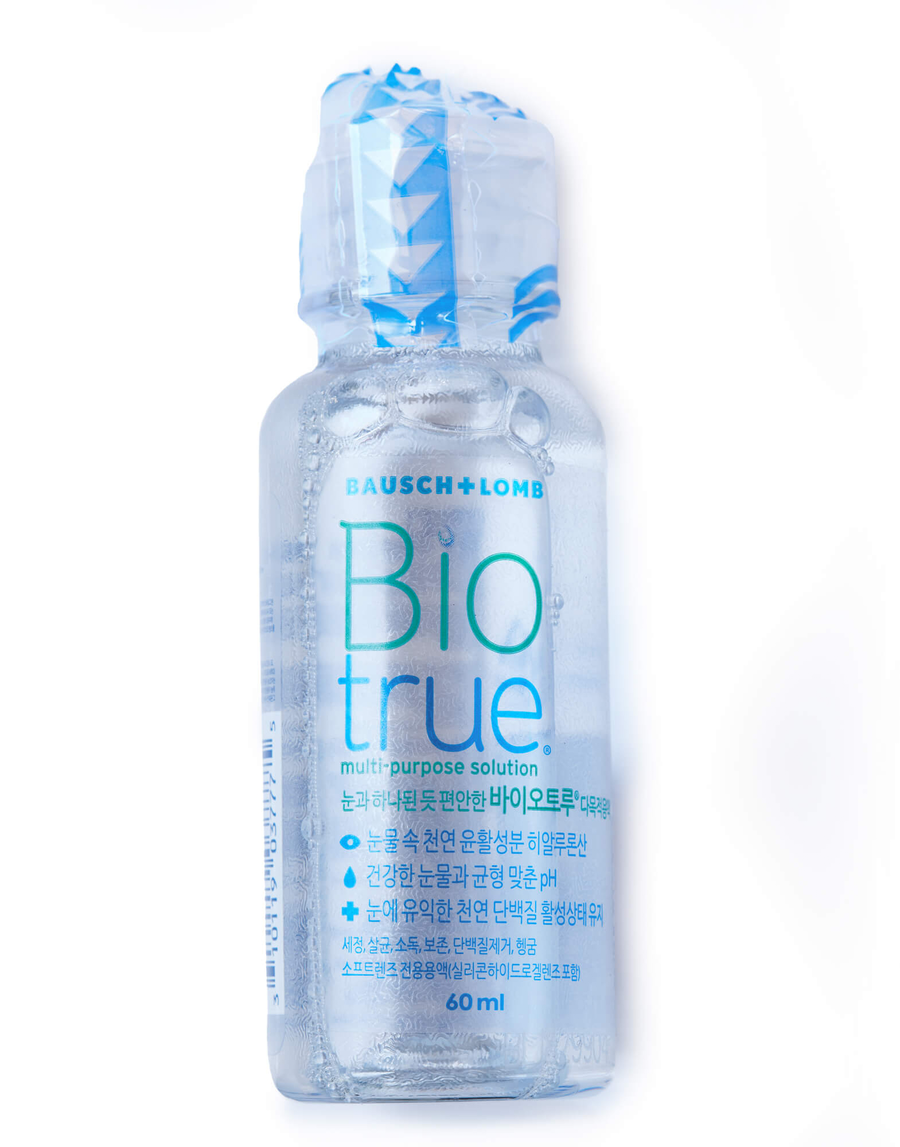 BAUSCH+LOMB
Bio
true®
multi-purpose solution
눈과 하나된 듯 편안한 바이오트루®
눈물 속 천연 윤활성분 히알루론산
건강한 눈물과 균형 맞춘 pH
눈에 유익한 천연 단백질 활성상태 유지
세정, 살균, 소독, 보존, 단백질제거, 헹굼
소프트렌즈 전용용액(실리콘하이드로겔렌즈 포함)
60 ml